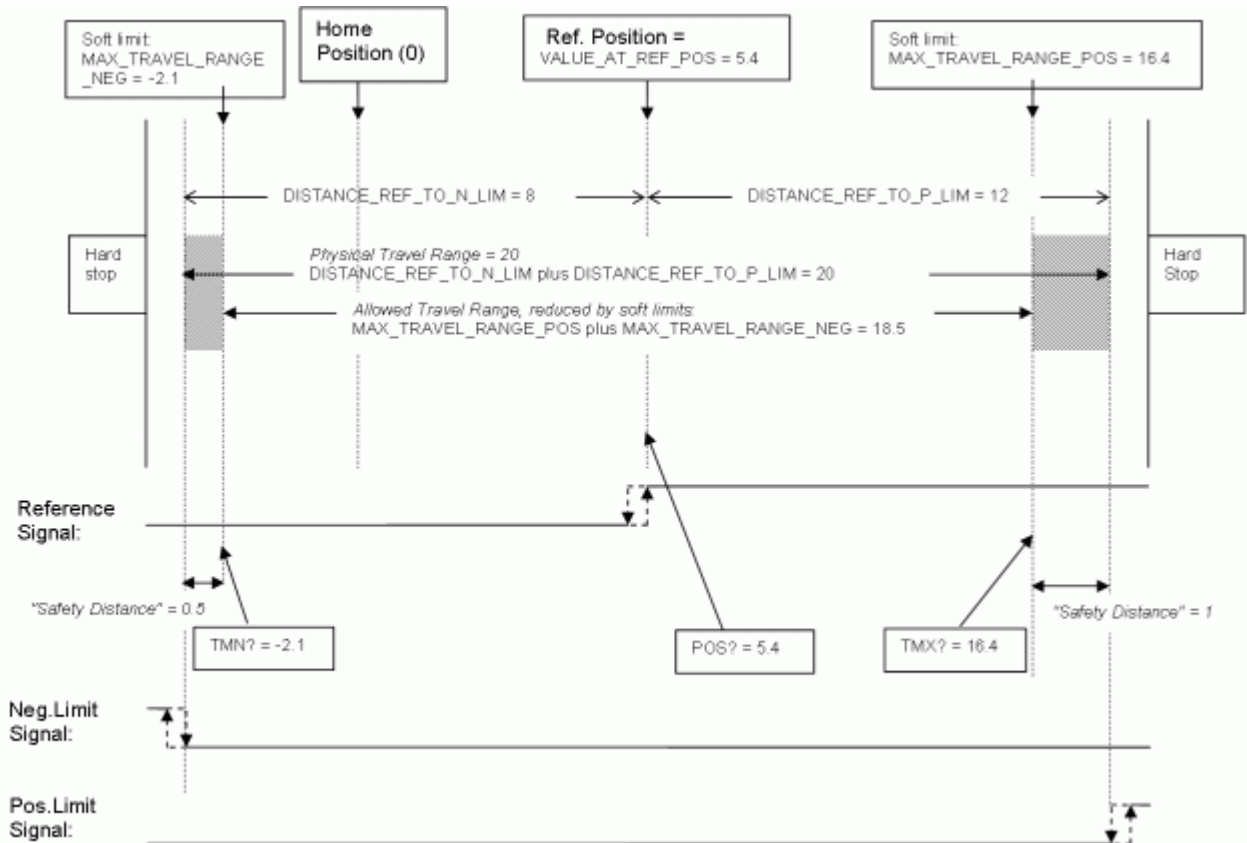 Soft limit:
MAX_TRAVEL_RANGE
_NEG = -2.1
Home
Position (0)
Ref. Position =
VALUE_AT_REF_POS = 5.4
Soft limit:
MAX_TRAVEL_RANGE_POS = 16.4
DISTANCE_REF_TO_N_LIM = 8
DISTANCE_REF_TO_P_LIM = 12
Hard
stop
Physical Travel Range = 20
DISTANCE_REF_TO_N_LIM plus DISTANCE_REF_TO_P_LIM = 20
Hard
Stop
Allowed Travel Range, reduced by soft limits:
MAX_TRAVEL_RANGE_POS plus MAX_TRAVEL_RANGE_NEG = 18.5
Reference
Signal:
"Safety Distance" = 0.5
"Safety Distance" = 1
TMN? = -2.1
POS? = 5.4
TMX? = 16.4
Neg.Limit
Signal:
Pos.Limit
Signal: